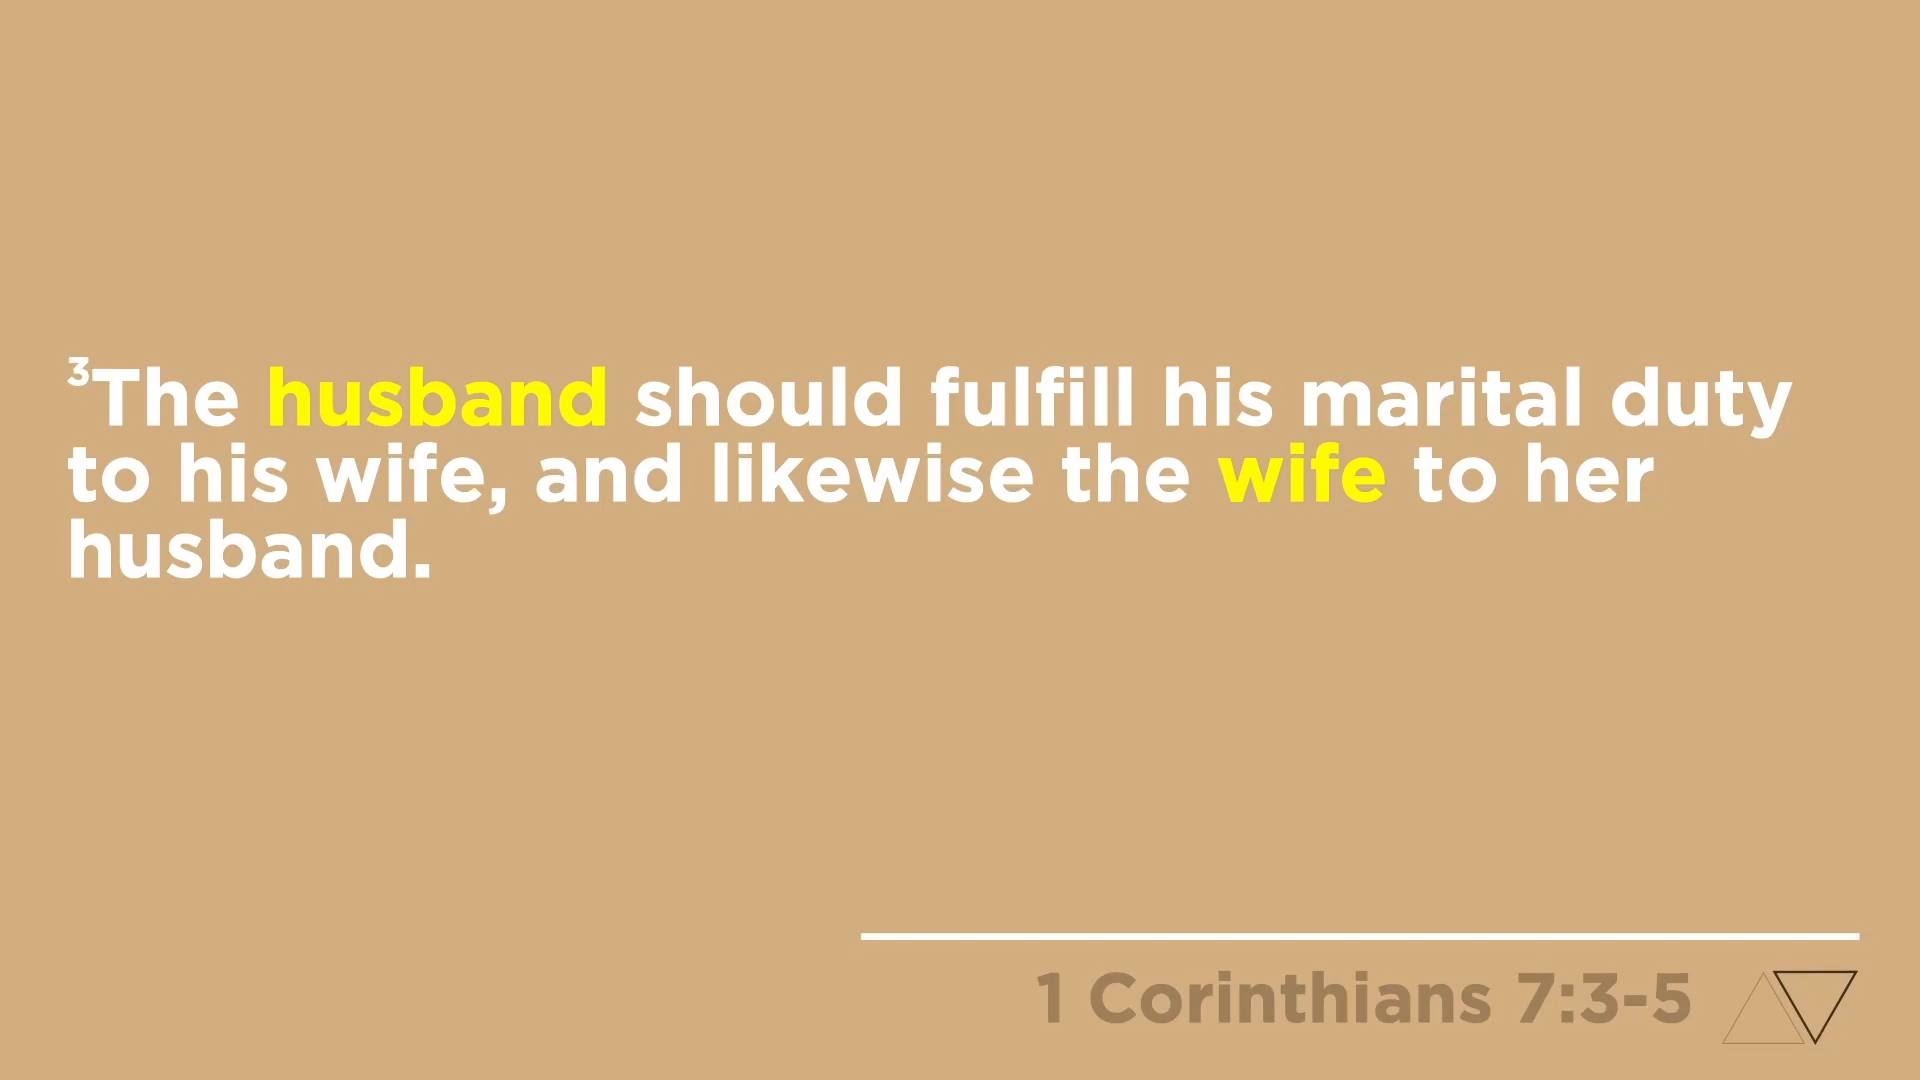 ³The husband should fulfill his marital duty
to his wife, and likewise the wife to her
husband.
1 Corinthians 7:3-5